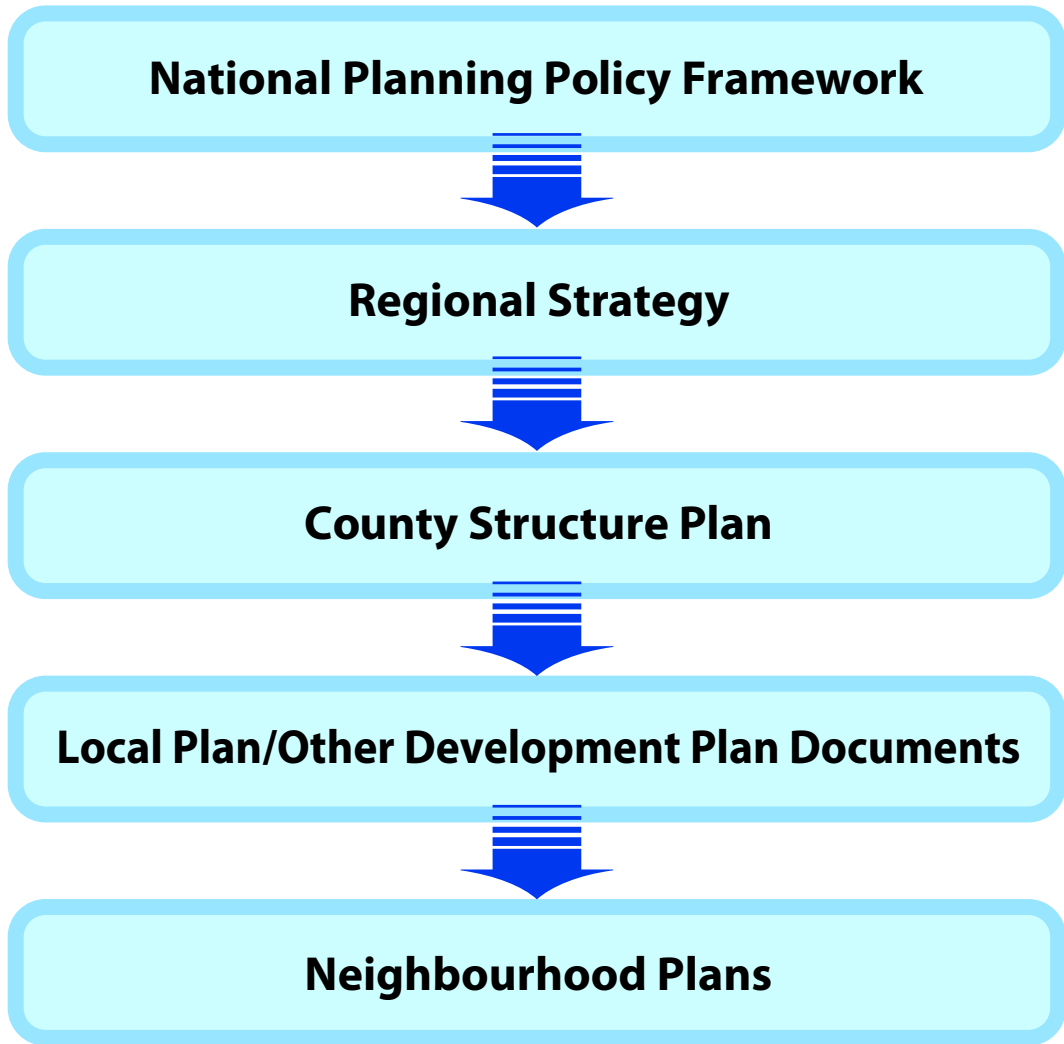 National Planning Policy Framework
Regional Strategy
County Structure Plan
Local Plan/Other Development Plan Documents
Neighbourhood Plans